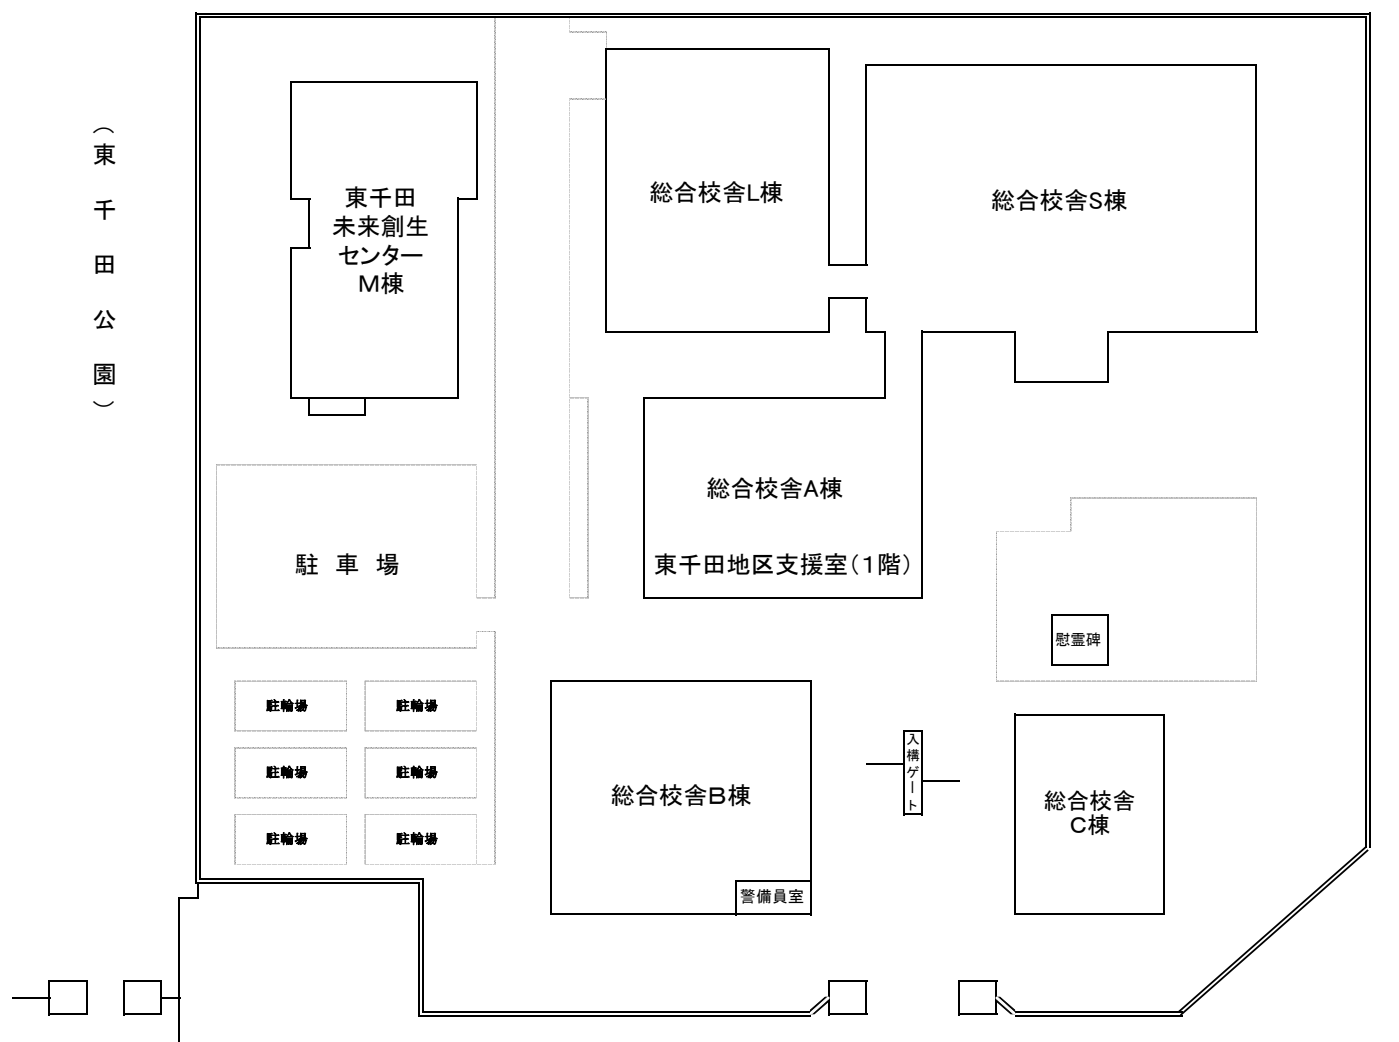 （東千田公園）
東千田
未来創生
センター
Ｍ棟
総合校舎L棟
総合校舎S棟
総合校舎A棟
東千田地区支援室（１階）
駐　車　場
慰霊碑
駐輪場
駐輪場
駐輪場
駐輪場
駐輪場
駐輪場
総合校舎Ｂ棟
警備員室
入構ゲート
総合校舎
Ｃ棟